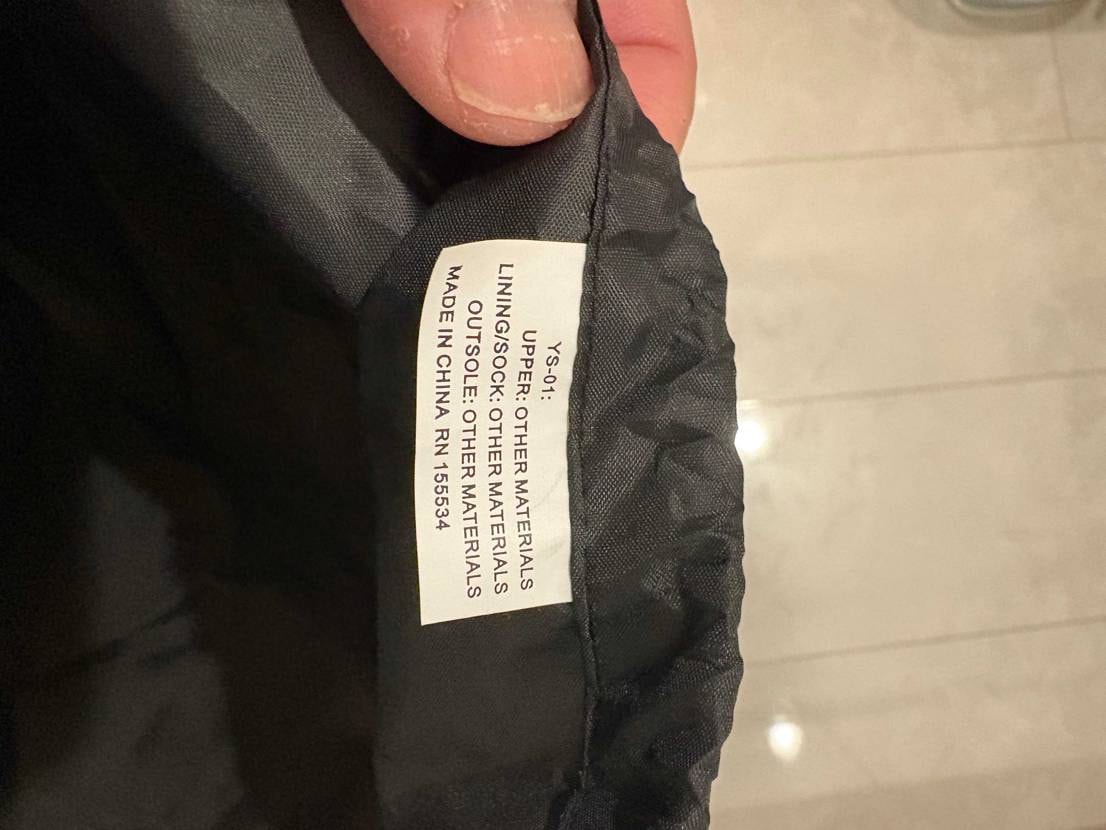 YS-01:
UPPER: OTHER MATERIALS
LINING/SOCK: OTHER MATERIALS
OUTSOLE: OTHER MATERIALS
MADE IN CHINA RN 155534